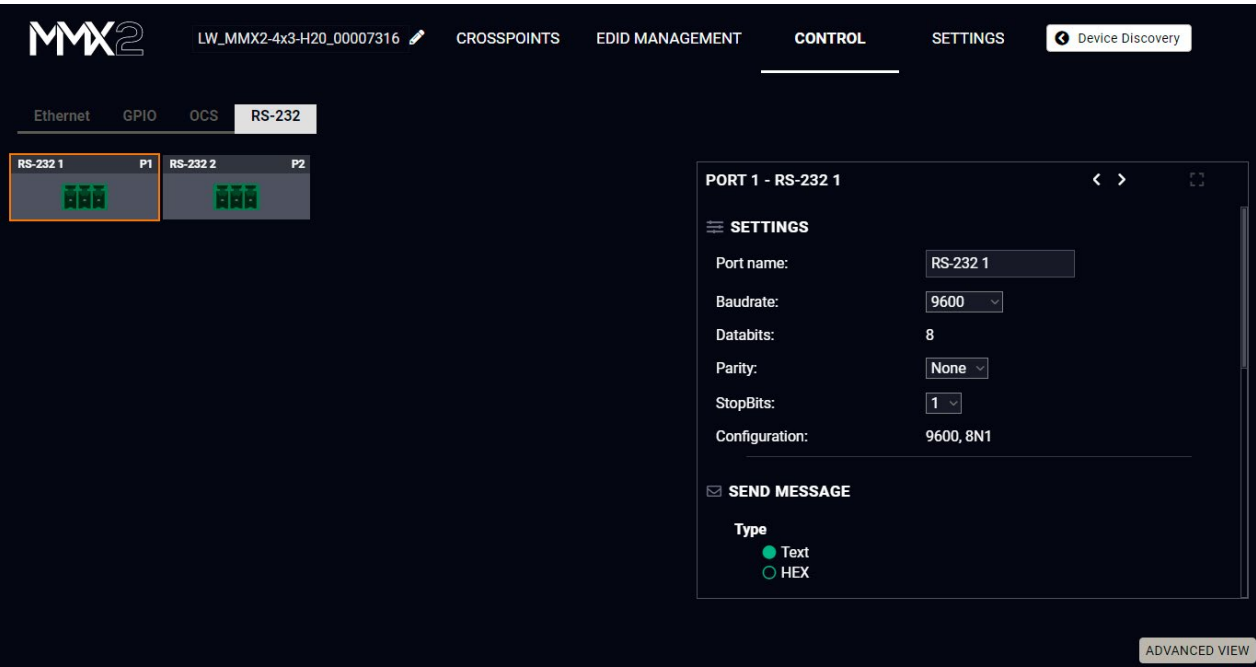 MMX2 LW_MMX2-4x3-H20_00007316 CROSSPOINTS EDID MANAGEMENT CONTROL SETTINGS Device Discovery
Ethernet GPIO OCS RS-232
RS-232 1 P1 RS-232 2 P2
PORT 1 - RS-232 1
SETTINGS
Port name: RS-232 1
Baudrate: 9600
Databits: 8
Parity: None
StopBits: 1
Configuration: 9600, 8N1
SEND MESSAGE
Type
Text
HEX
ADVANCED VIEW